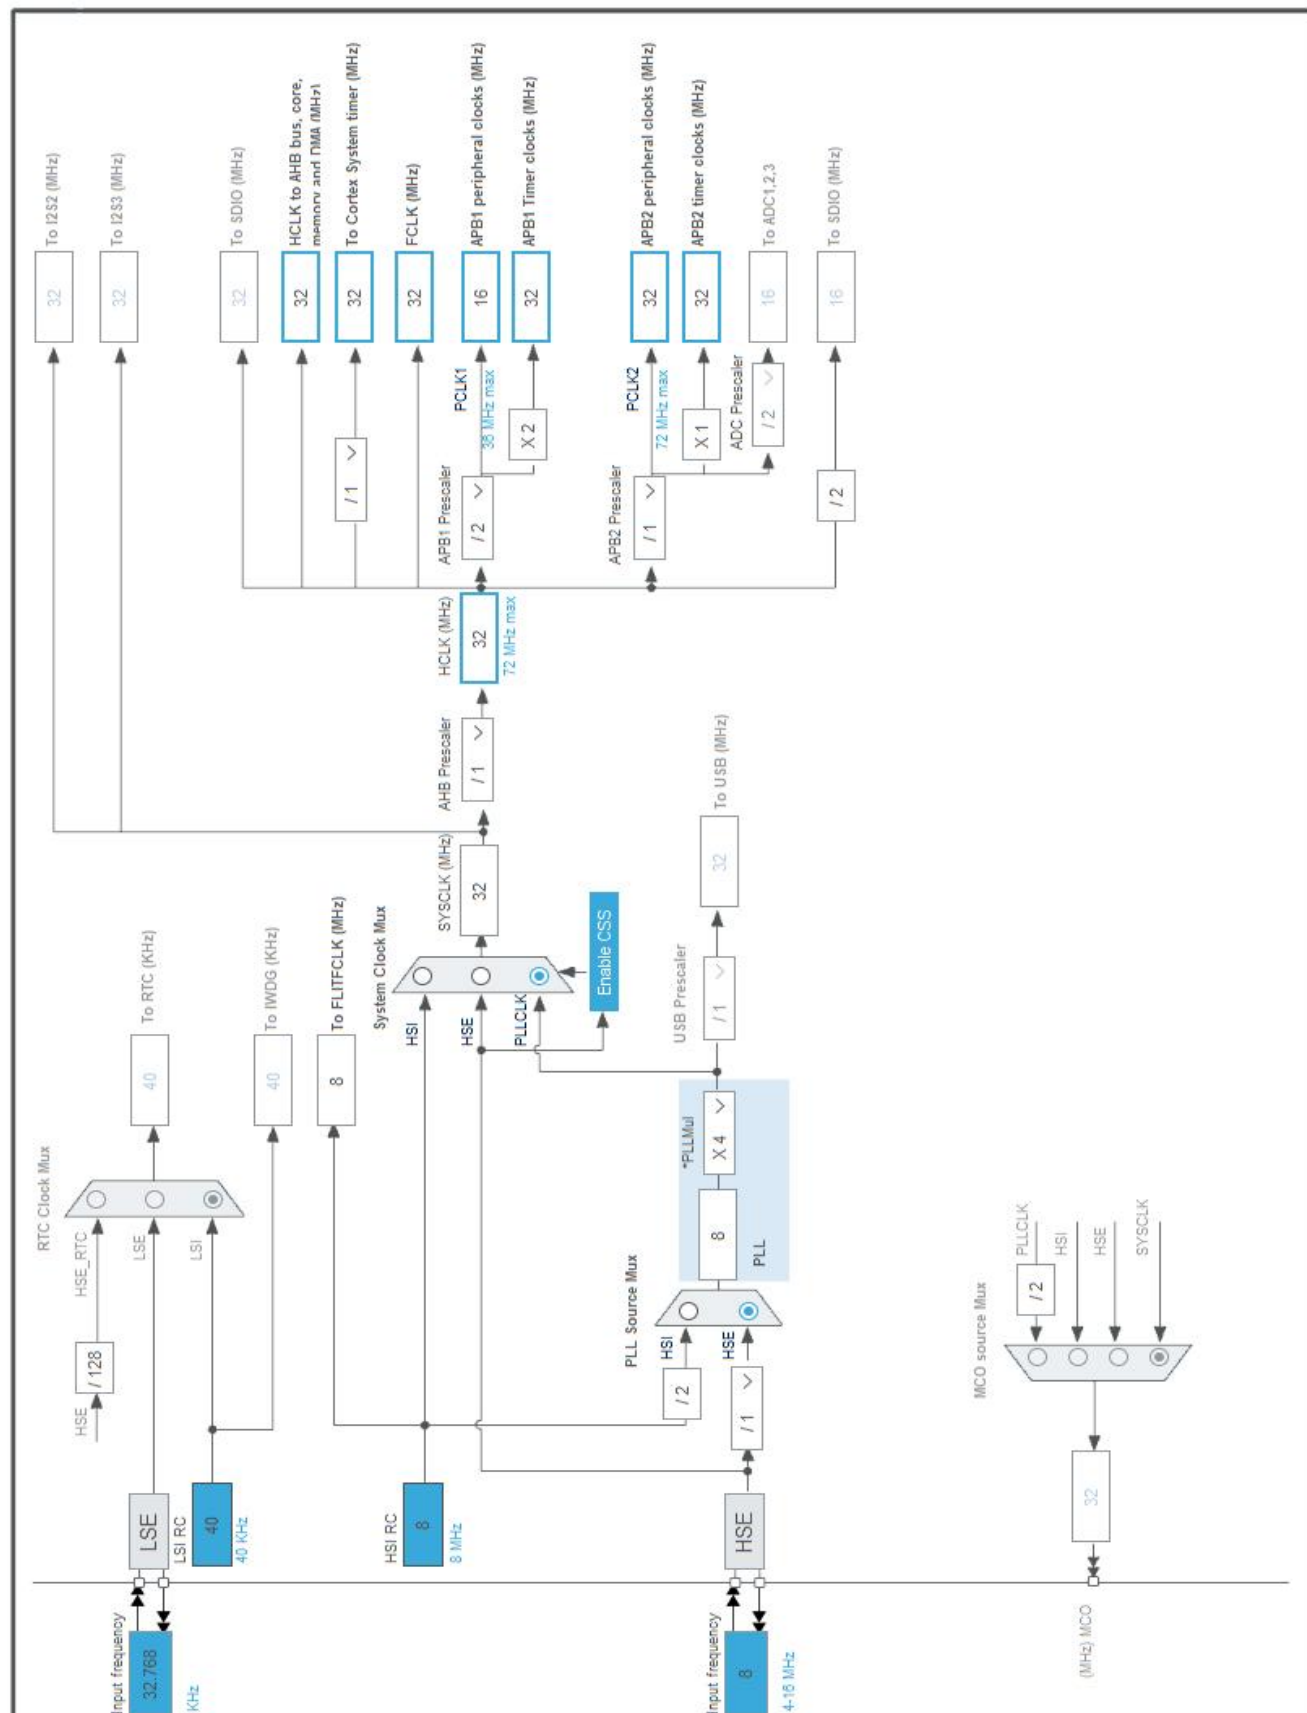 To I2S2 (MHz)
32
To I2S3 (MHz)
32
RTC Clock Mux
HSE
/ 128
HSE_RTC
To RTC (KHz)
40
Input frequency
32.768
KHz
LSE
LSE
To SDIO (MHz)
32
LSI RC
40
40 KHz
LSI
To IWDG (KHz)
40
HCLK to AHB bus, core,
memory and DMA (MHz)
32
To FLITFCLK (MHz)
8
To Cortex System timer (MHz)
/ 1
32
System Clock Mux
HSI RC
8
8 MHz
HSI
FCLK (MHz)
32
SYSCLK (MHz)
AHB Prescaler
HCLK (MHz)
APB1 Prescaler
PCLK1
HSE
32
/ 1
32
72 MHz max
/ 2
36 MHz max
16
APB1 peripheral clocks (MHz)
PLLCLK
X 2
32
APB1 Timer clocks (MHz)
Enable CSS
APB2 Prescaler
PCLK2
/ 1
72 MHz max
32
APB2 peripheral clocks (MHz)
PLL Source Mux
HSI
/ 2
*PLLMul
USB Prescaler
X 1
32
APB2 timer clocks (MHz)
Input frequency
8
4-16 MHz
HSE
/ 1
HSE
8
X 4
PLL
/ 1
32
To USB (MHz)
ADC Prescaler
/ 2
16
To ADC1,2,3
/ 2
16
To SDIO (MHz)
MCO source Mux
PLLCLK
/ 2
HSI
HSE
SYSCLK
(MHz) MCO
32